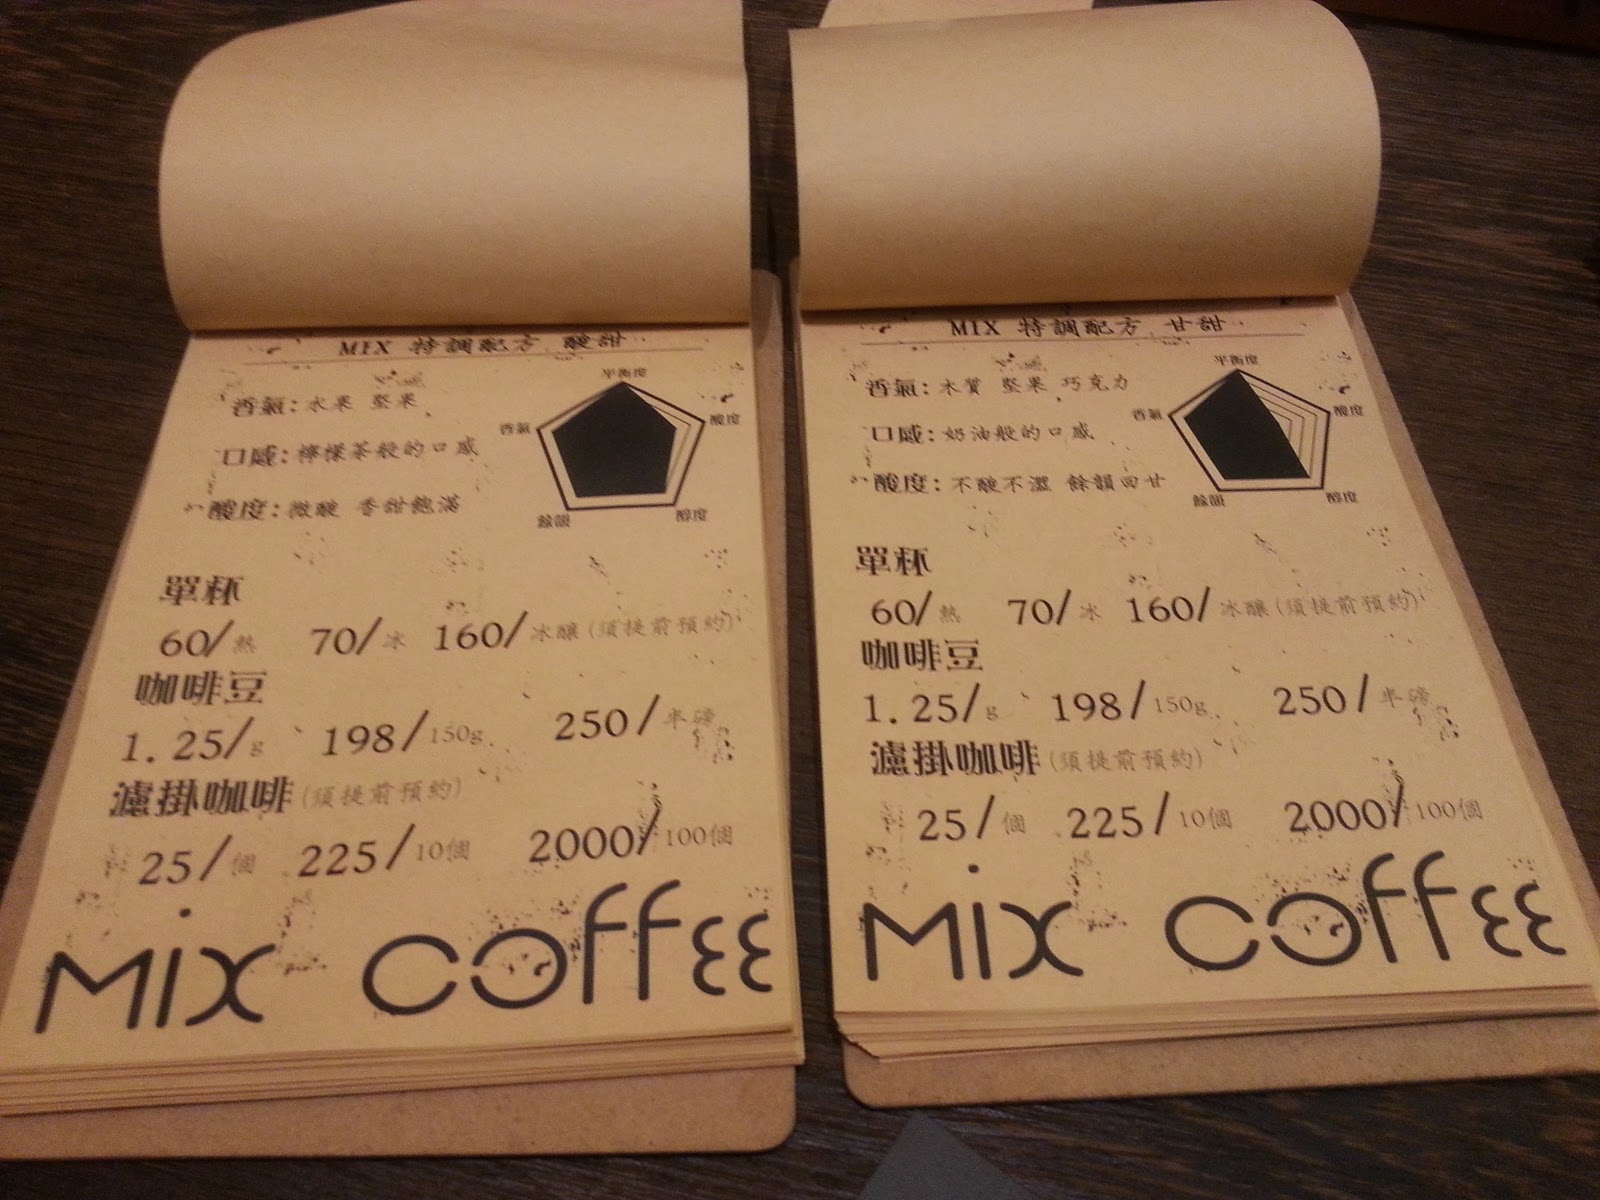 MIX 特調配方 酸甜
香氣:水果 堅果
口感:檸檬茶般的口感
酸度:微酸 香甜飽滿
平衡度
酸度
醇度
餘韻
香氣
單杯
60/熱 70/冰 160/冰釀(須提前預約)
咖啡豆
1.25/g 198/150g 250/半磅
濾掛咖啡(須提前預約)
25/個 225/10個 2000/100個
MIX COFFEE
MIX 特調配方 甘甜
香氣:木質 堅果 巧克力
口感:奶油般的口感
酸度:不酸不澀 餘韻回甘
平衡度
酸度
醇度
餘韻
香氣
單杯
60/熱 70/冰 160/冰釀(須提前預約)
咖啡豆
1.25/g 198/150g 250/半磅
濾掛咖啡(須提前預約)
25/個 225/10個 2000/100個
MIX COFFEE